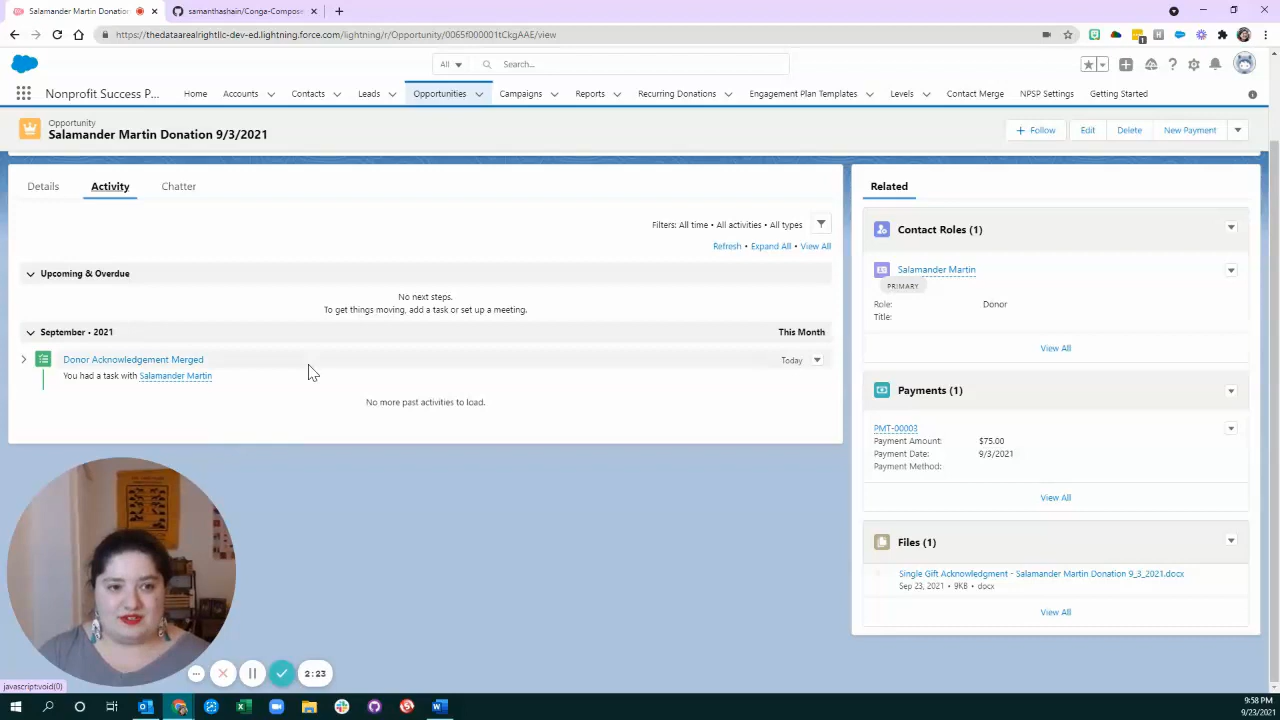 Salamander Martin Donatio
samanthashain/Conga-Compos
https://thedataarealrightllc-dev-ed.lightning.force.com/lightning/r/Opportunity/0065f000001tCkgAAE/view
1
All
Search...
Nonprofit Success P...
Home
Accounts
Contacts
Leads
Opportunities
Campaigns
Reports
Recurring Donations
Engagement Plan Templates
Levels
Contact Merge
NPSP Settings
Getting Started
Opportunity
Salamander Martin Donation 9/3/2021
+ Follow
Edit
Delete
New Payment
Details
Activity
Chatter
Filters: All time • All activities • All types
Refresh • Expand All • View All
Upcoming & Overdue
No next steps.
To get things moving, add a task or set up a meeting.
September • 2021
This Month
Donor Acknowledgement Merged
Today
You had a task with Salamander Martin
No more past activities to load.
Related
Contact Roles (1)
Salamander Martin
PRIMARY
Role: Donor
Title:
View All
Payments (1)
PMT-00003
Payment Amount: $75.00
Payment Date: 9/3/2021
Payment Method:
View All
Files (1)
Single Gift Acknowledgment - Salamander Martin Donation 9_3_2021.docx
Sep 23, 2021 • 9KB • docx
View All
2:23
javascript:void(0)
9:58 PM
9/23/2021